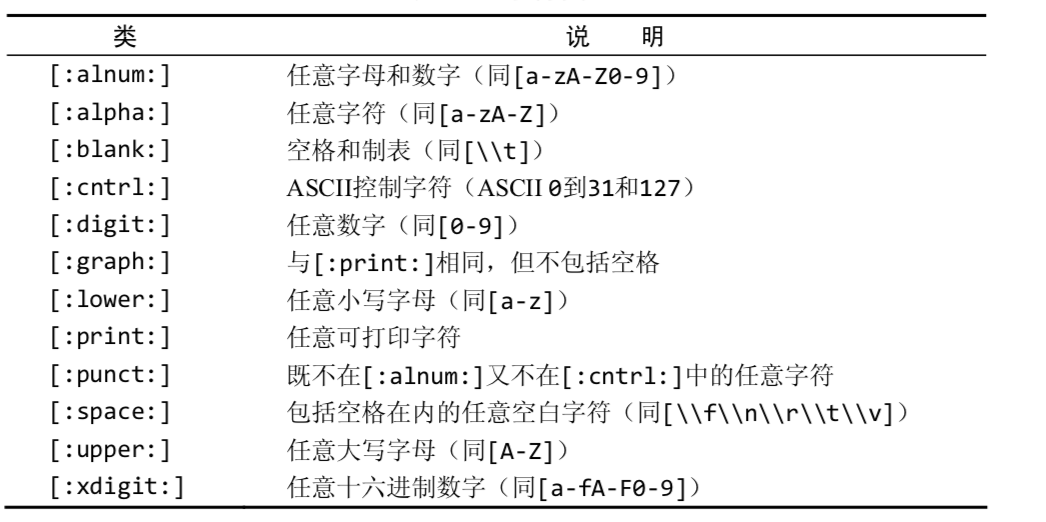 类 说 明
[:alnum:] 任意字母和数字（同[a-zA-Z0-9]）
[:alpha:] 任意字符（同[a-zA-Z]）
[:blank:] 空格和制表（同[\\t]）
[:cntrl:] ASCII控制字符（ASCII 0到31和127）
[:digit:] 任意数字（同[0-9]）
[:graph:] 与[:print:]相同，但不包括空格
[:lower:] 任意小写字母（同[a-z]）
[:print:] 任意可打印字符
[:punct:] 既不在[:alnum:]又不在[:cntrl:]中的任意字符
[:space:] 包括空格在内的任意空白字符（同[\\f\\n\\r\\t\\v]）
[:upper:] 任意大写字母（同[A-Z]）
[:xdigit:] 任意十六进制数字（同[a-fA-F0-9]）